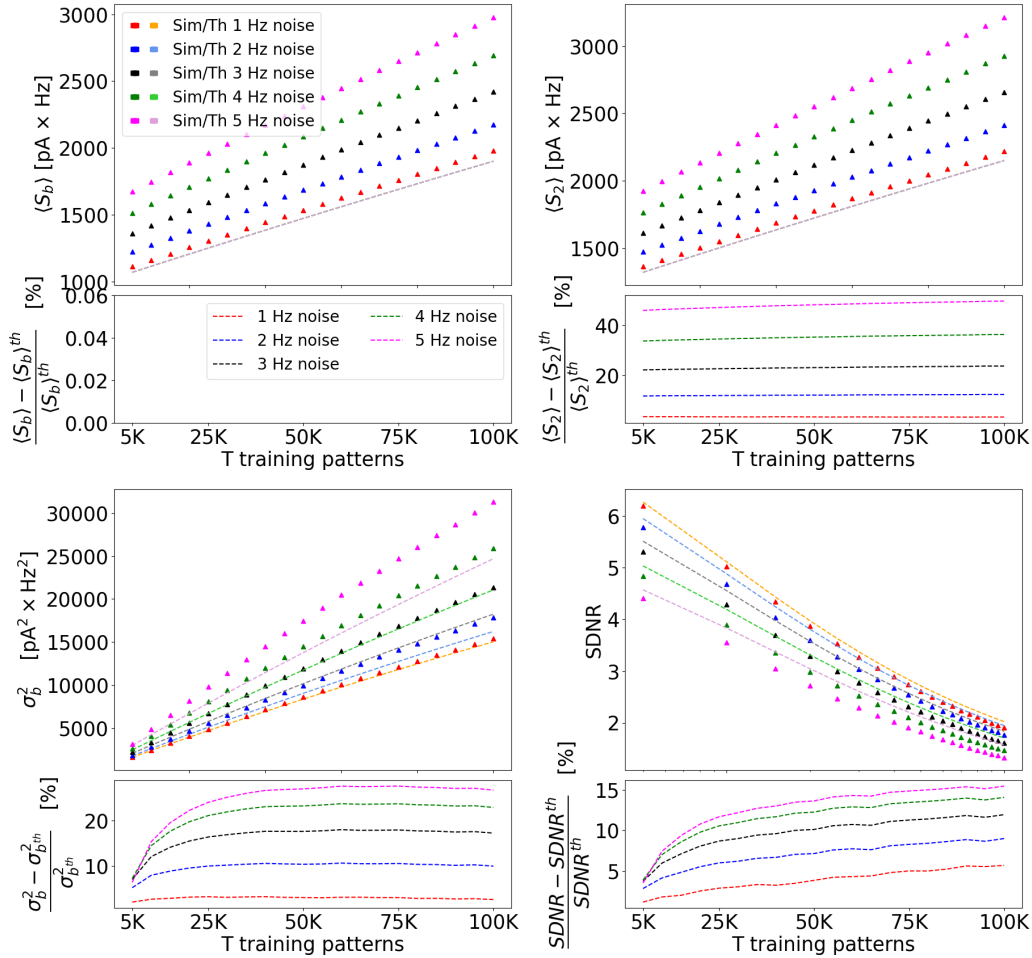 3000
2500
2000
1500
1000
⟨S_b⟩ [pA × Hz]
Sim/Th 1 Hz noise
Sim/Th 2 Hz noise
Sim/Th 3 Hz noise
Sim/Th 4 Hz noise
Sim/Th 5 Hz noise
3000
2500
2000
1500
⟨S_2⟩ [pA × Hz]
0.06
0.04
0.02
0.00
⟨S_b⟩ − ⟨S_b⟩^th
⟨S_b⟩^th
[%]
1 Hz noise
2 Hz noise
3 Hz noise
4 Hz noise
5 Hz noise
5K 25K 50K 75K 100K
T training patterns
40
20
⟨S_2⟩ − ⟨S_2⟩^th
⟨S_2⟩^th
[%]
5K 25K 50K 75K 100K
T training patterns
30000
25000
20000
15000
10000
5000
σ_b^2 [pA^2 × Hz^2]
6
5
4
3
2
SDNR
20
10
σ_b^2 − σ_b^2^th
σ_b^2^th
[%]
5K 25K 50K 75K 100K
T training patterns
15
10
5
SDNR − SDNR^th
SDNR^th
[%]
5K 25K 50K 75K 100K
T training patterns